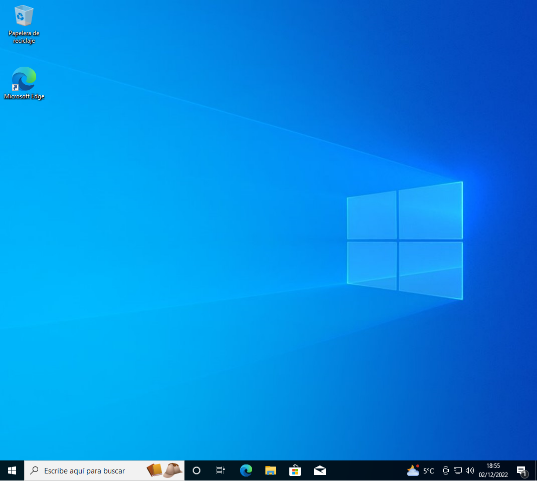 Papelera de
reciclaje
Microsoft Edge
Escribe aquí para buscar
5°C
18:55
02/12/2022